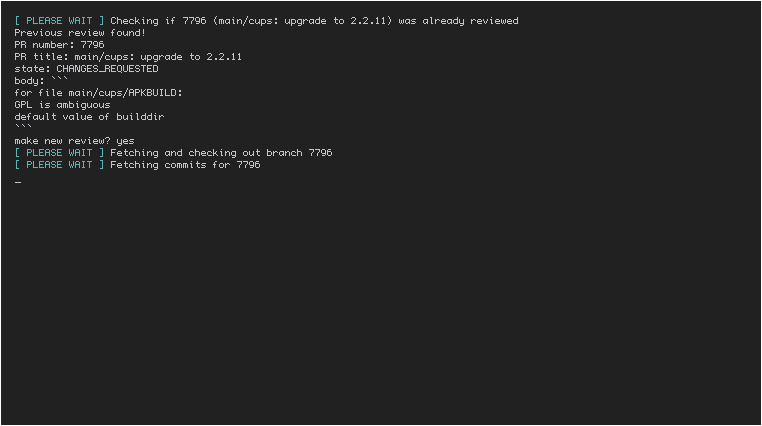 [ PLEASE WAIT ] Checking if 7796 (main/cups: upgrade to 2.2.11) was already reviewed
Previous review found!
PR number: 7796
PR title: main/cups: upgrade to 2.2.11
state: CHANGES_REQUESTED
body: ```
for file main/cups/APKBUILD:
GPL is ambiguous
default value of builddir
```
make new review? yes
[ PLEASE WAIT ] Fetching and checking out branch 7796
[ PLEASE WAIT ] Fetching commits for 7796